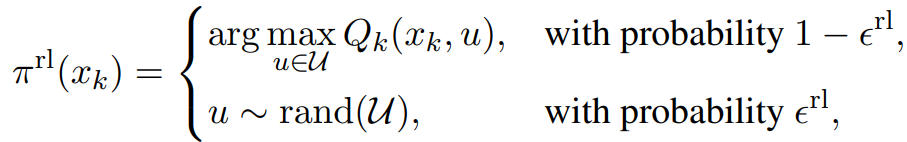 π^{rl}(x_k) = { arg max_{u∈𝒰} Q_k(x_k, u), with probability 1 − ϵ^{rl},
u ∼ rand(𝒰), with probability ϵ^{rl},